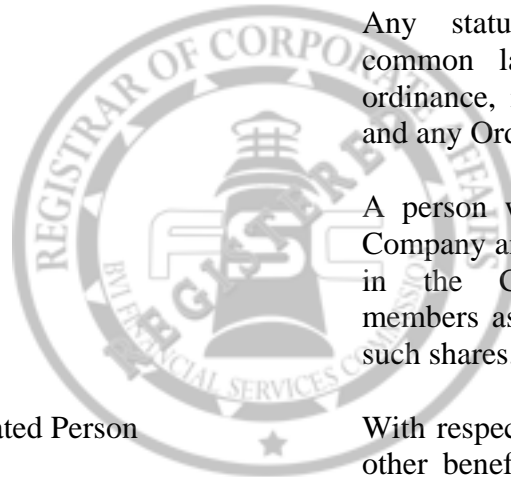 REGISTRAR OF CORPORATE AFFAIRS
FSC
REGISTERED
BVI FINANCIAL SERVICES COMMISSION
Any statu
common la
ordinance,
and any Ord
A person
Company a
in the C
members as
such shares.
ated Person
With respec
other benef